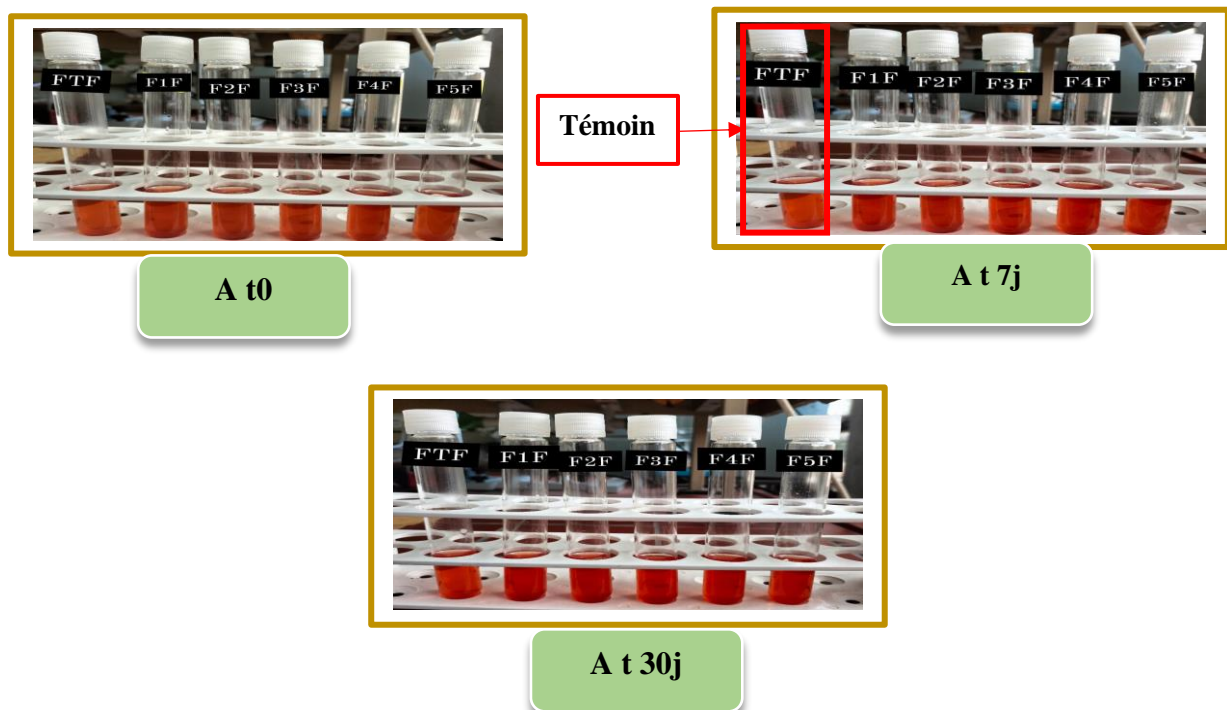 FTF F1F F2F F3F F4F F5F
Témoin
FTF F1F F2F F3F F4F F5F
A t0
A t 7j
FTF F1F F2F F3F F4F F5F
A t 30j